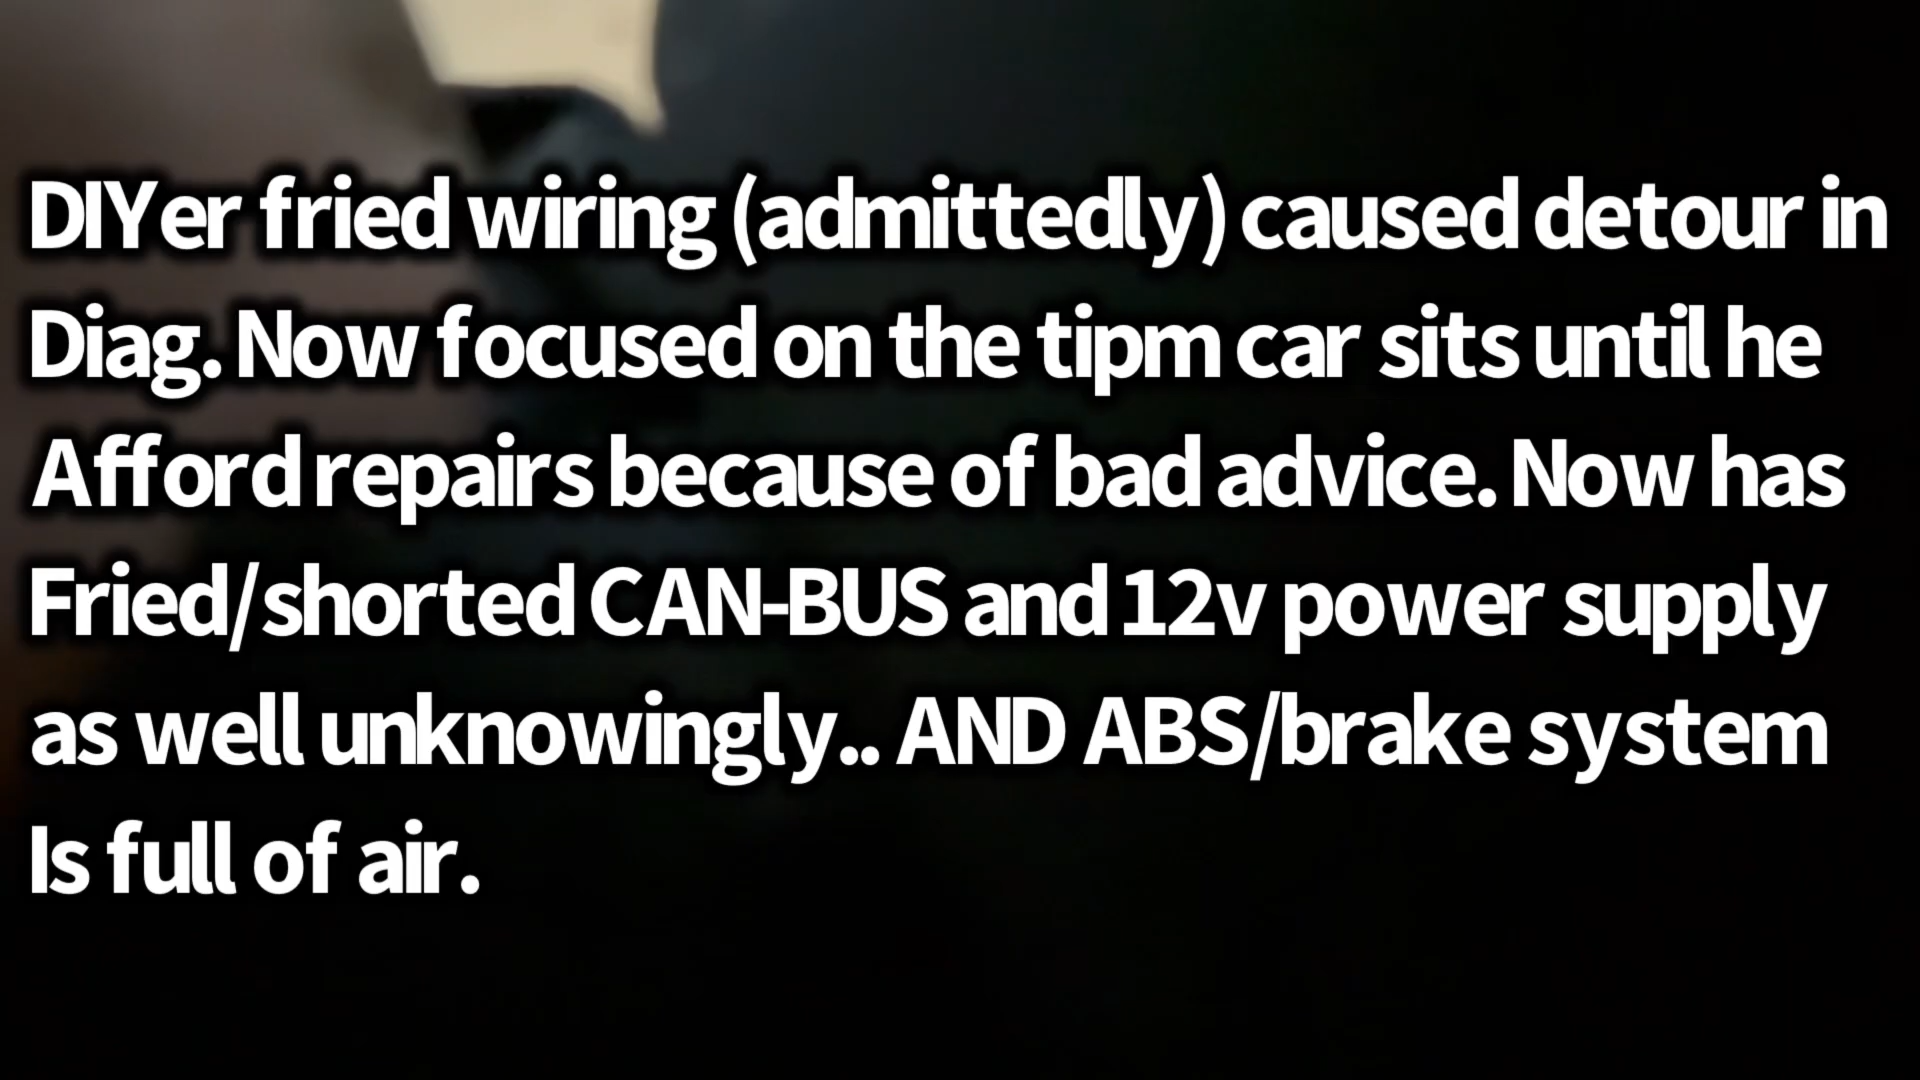 DIYer fried wiring (admittedly) caused detour in
Diag. Now focused on the tipm car sits until he
Afford repairs because of bad advice. Now has
Fried/shorted CAN-BUS and 12v power supply
as well unknowingly.. AND ABS/brake system
Is full of air.